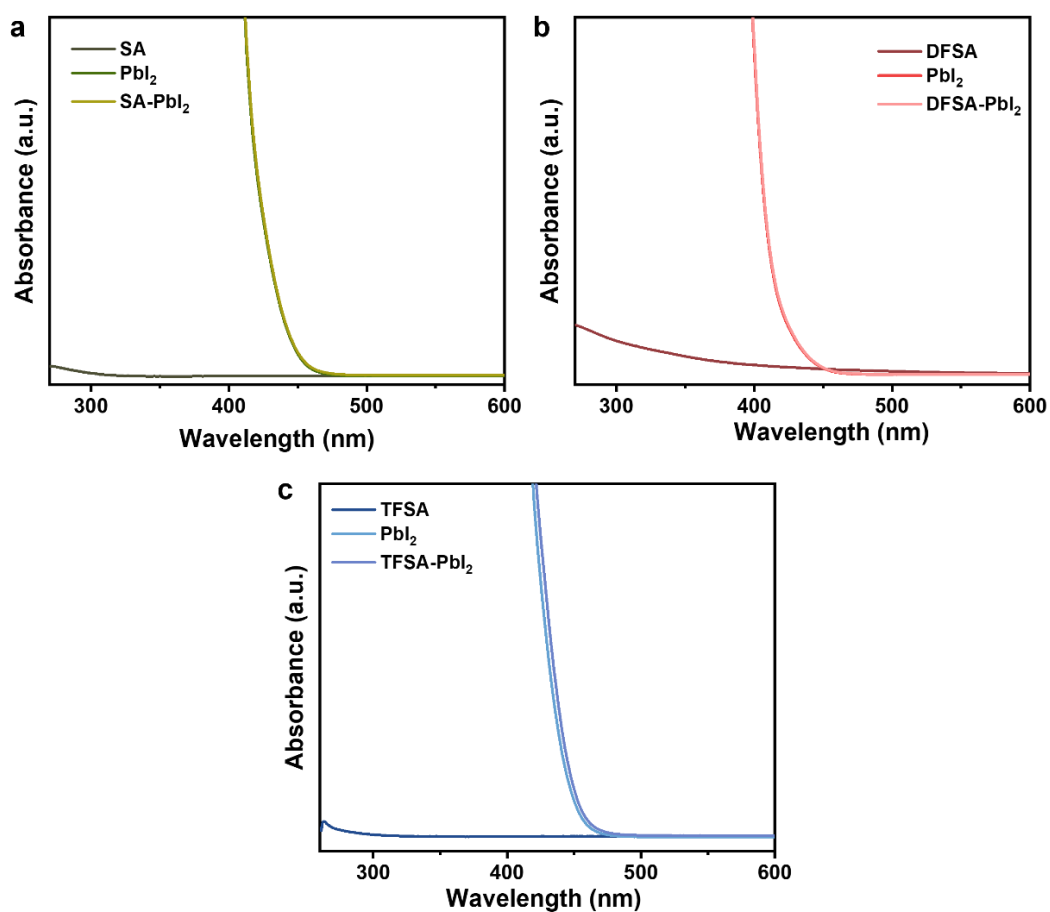 a
SA
PbI₂
SA-PbI₂
Absorbance (a.u.)
300
400
500
600
Wavelength (nm)
b
DFSA
PbI₂
DFSA-PbI₂
Absorbance (a.u.)
300
400
500
600
Wavelength (nm)
c
TFSA
PbI₂
TFSA-PbI₂
Absorbance (a.u.)
300
400
500
600
Wavelength (nm)